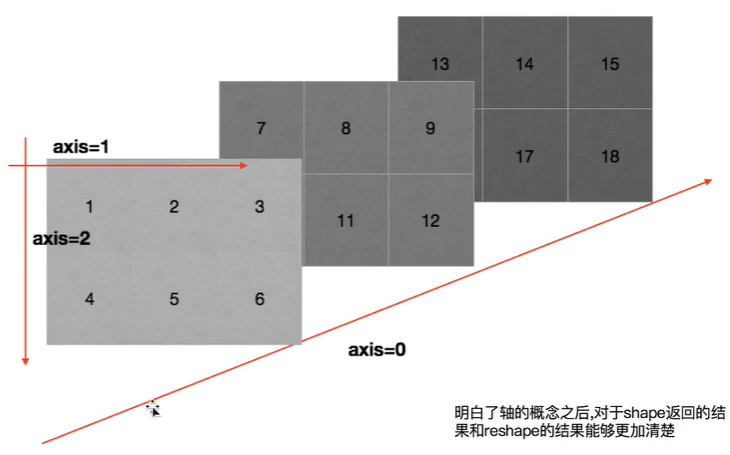 13 14 15
7 8 9
axis=1
17 18
1 2 3
11 12
axis=2
4 5 6
axis=0
明白了轴的概念之后,对于shape返回的结
果和reshape的结果能够更加清楚